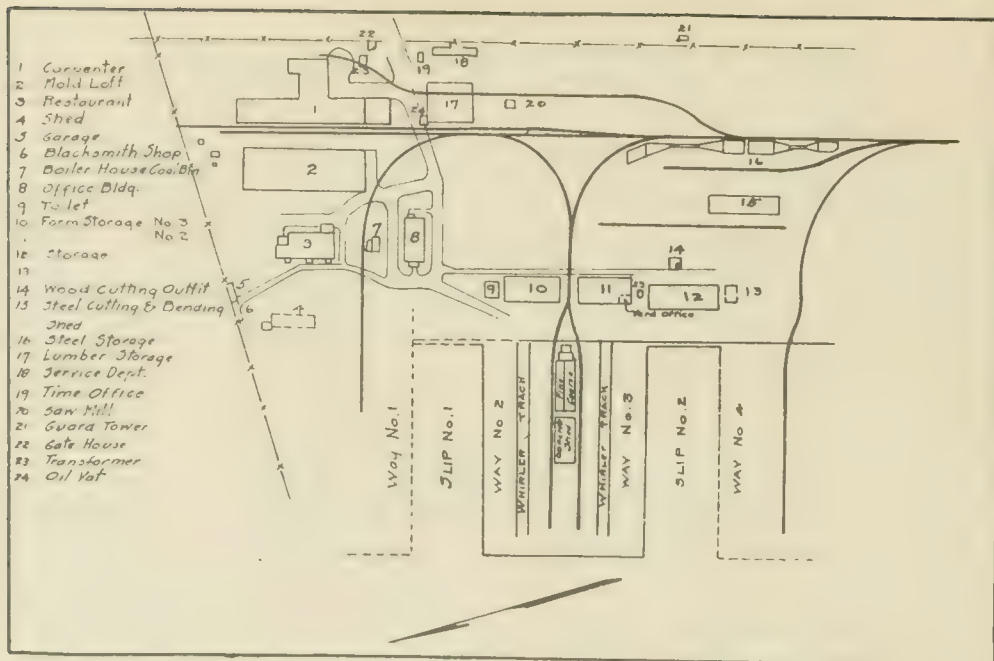 1 Carpenter
2 Mold Loft
3 Restaurant
4 Shed
5 Garage
6 Blacksmith Shop
7 Boiler House
8 Office Bldg.
9 Toilet
10 Form Storage No 3
No 2
12 Storage
13
14 Wood Cutting Outfit
15 Steel Cutting & Bending
Shed
16 Steel Storage
17 Lumber Storage
18 Service Dept.
19 Time Office
20 Saw Mill
21 Guard Tower
22 Gate House
23 Transformer
24 Oil Vat
22
21
23
19
18
1
24
17
20
16
2
15
3
7
8
14
5
6
4
9
10
11
23
12
13
Yard Office
Way No.1
SLIP No.1
WAY No 2
WHIRLER TRACK
WHIRLER TRACK
WAY No. 3
SLIP No. 2
WAY No 4